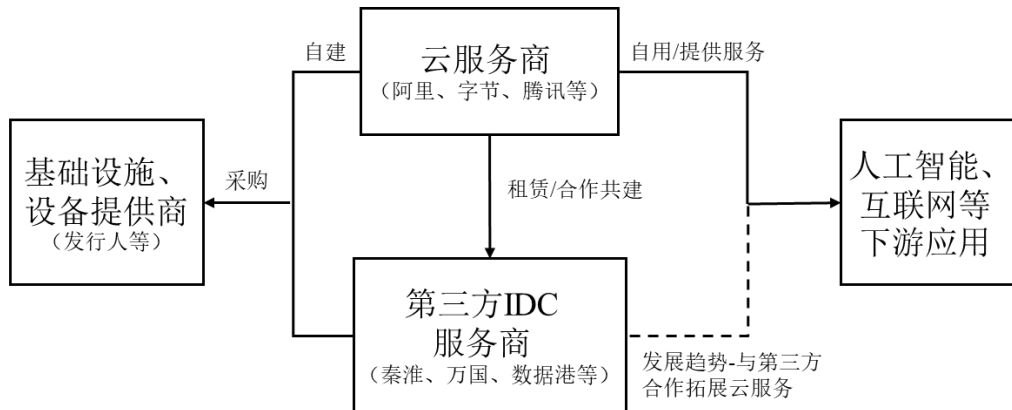 自建
云服务商
（阿里、字节、腾讯等）
自用/提供服务
基础设施、
设备提供商
（发行人等）
采购
租赁/合作共建
人工智能、
互联网等
下游应用
第三方IDC
服务商
（秦淮、万国、数据港等）
发展趋势-与第三方
合作拓展云服务